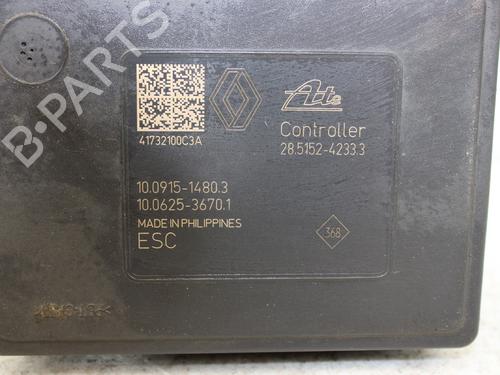 B-PARTS
Ate
Controller
41732100C3A
28.5152-4233.3
10.0915-1480.3
10.0625-3670.1
MADE IN PHILIPPINES
ESC
368